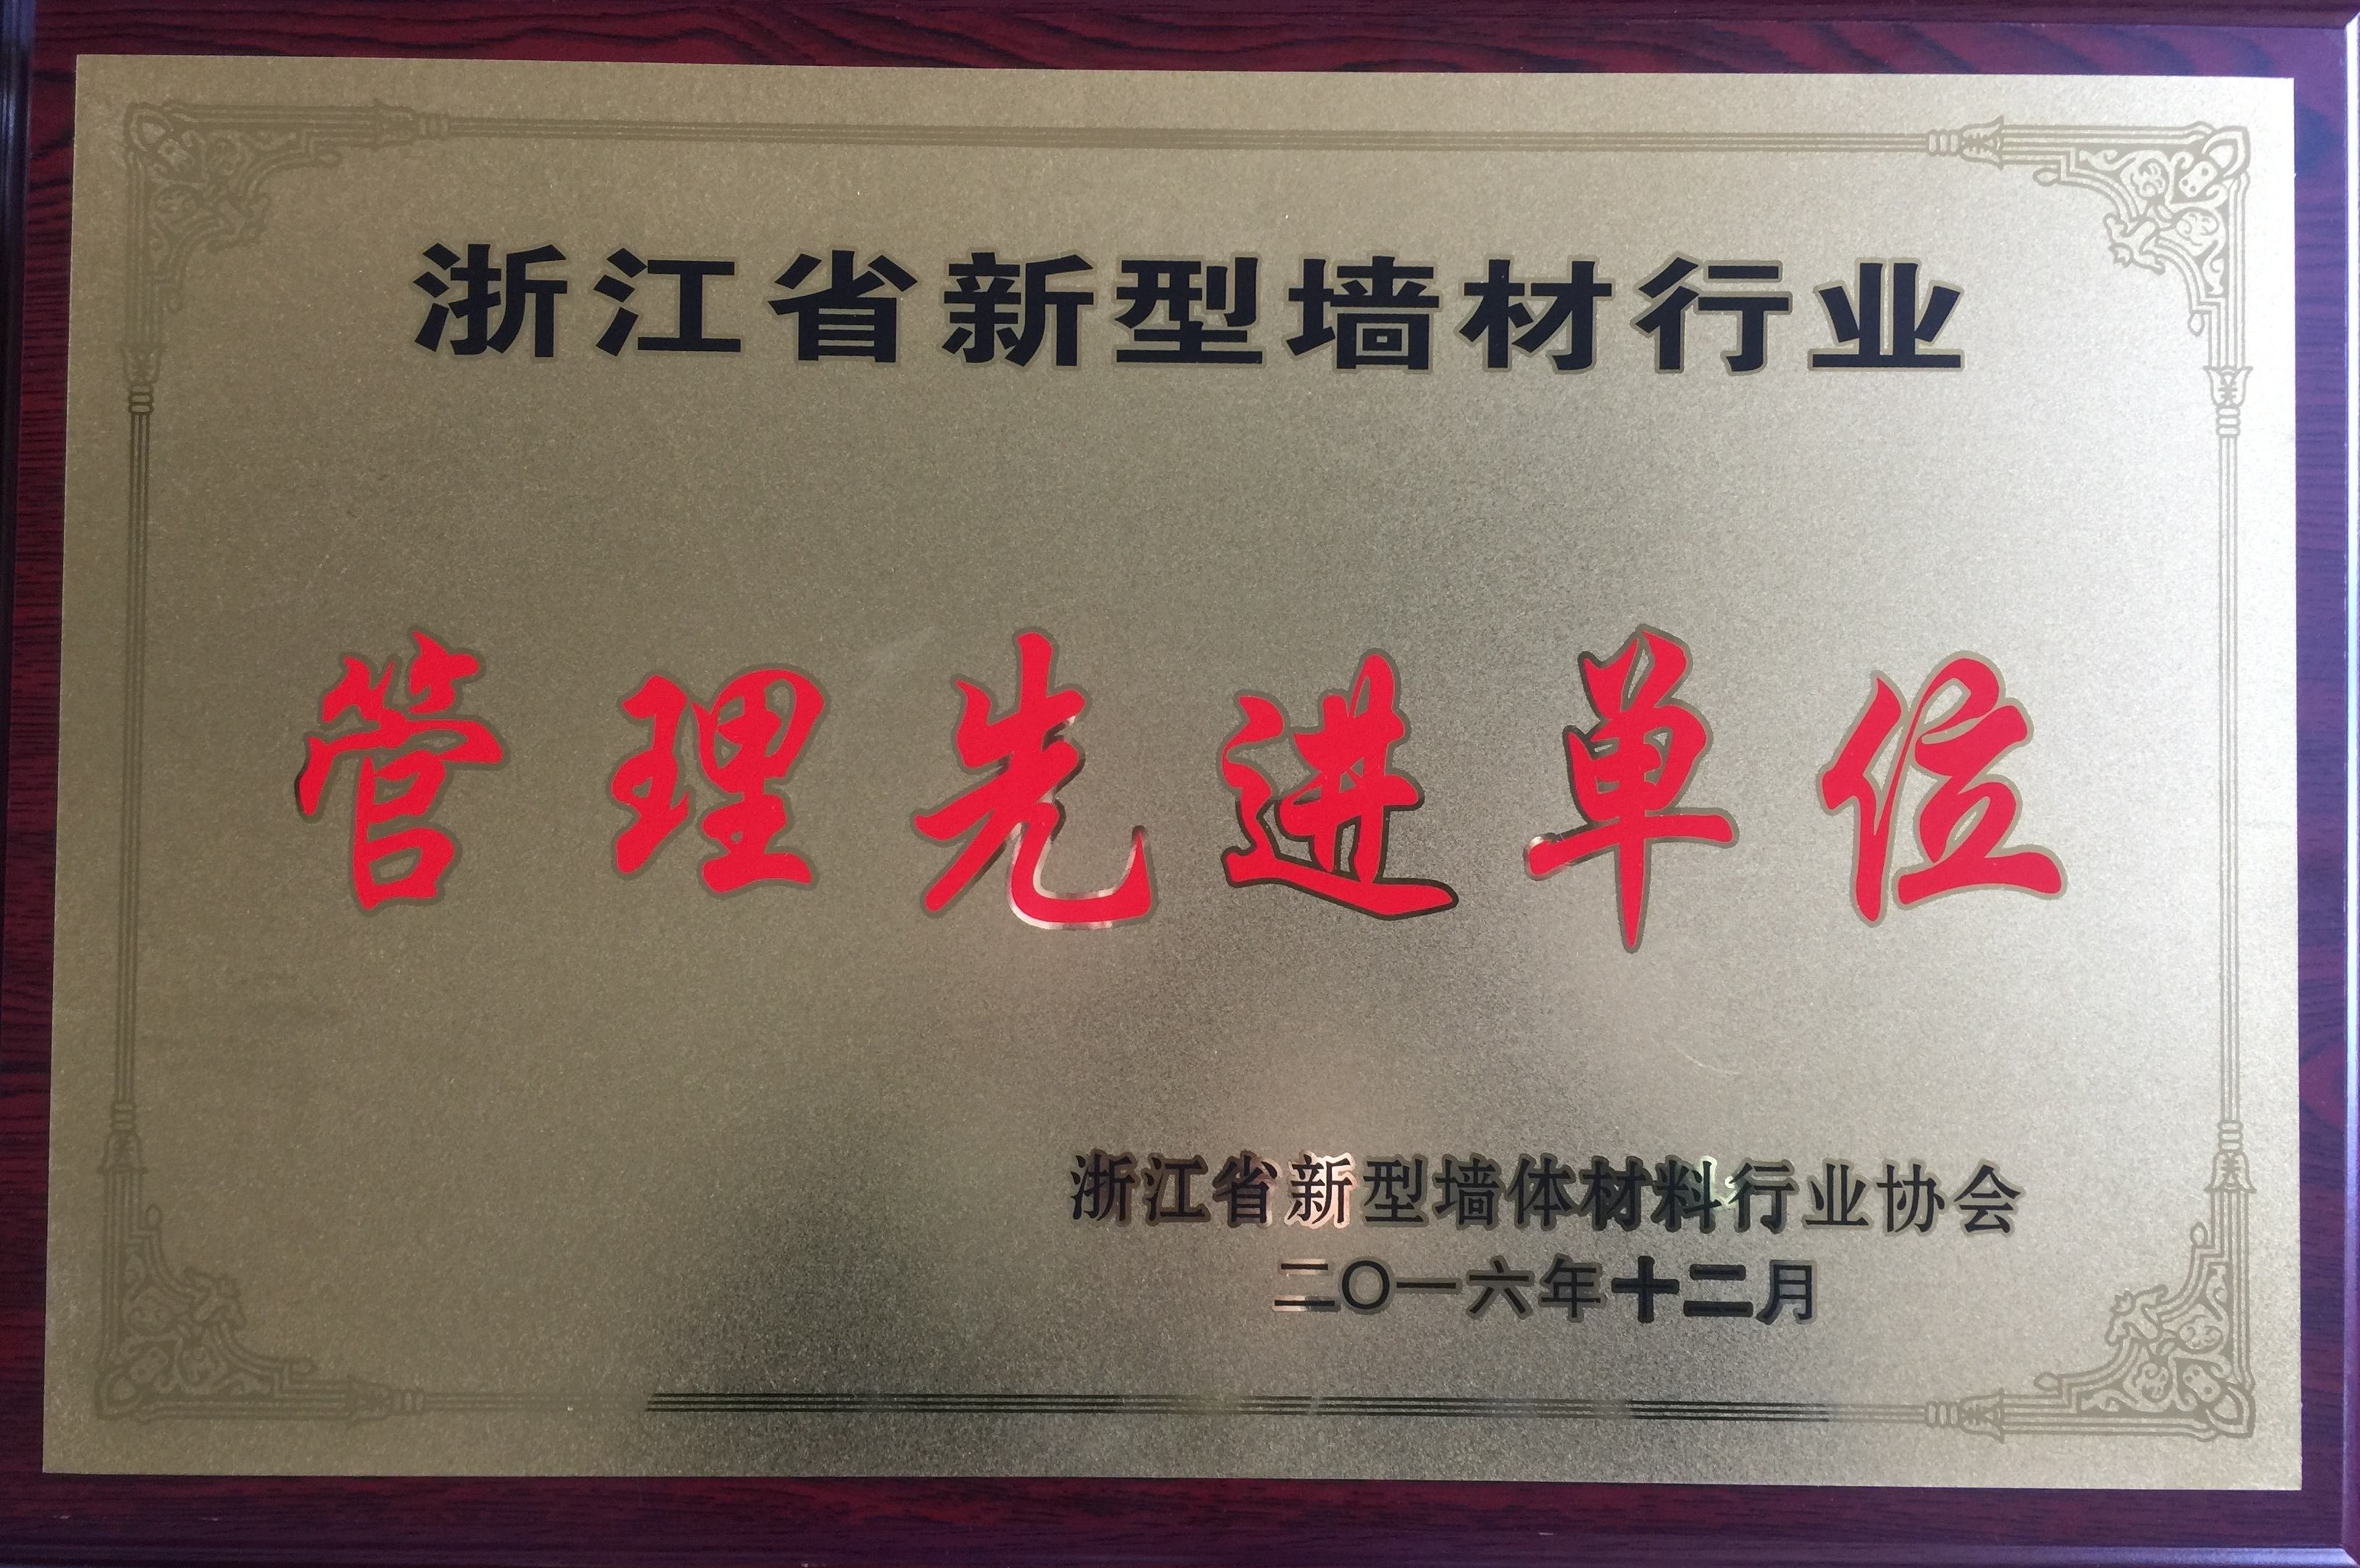 浙江省新型墙材行业
管理先进单位
浙江省新型墙体材料行业协会
二〇一六年十二月